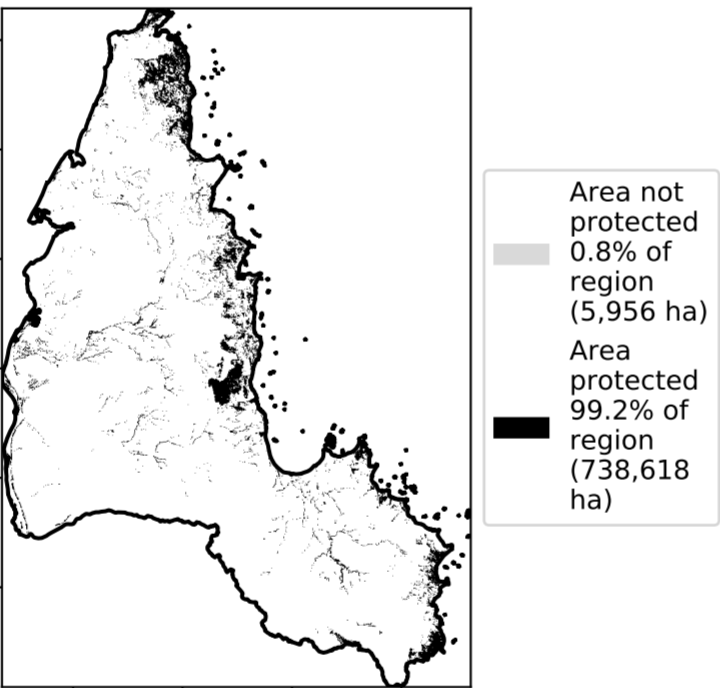 Area not
protected
0.8% of
region
(5,956 ha)
Area
protected
99.2% of
region
(738,618
ha)